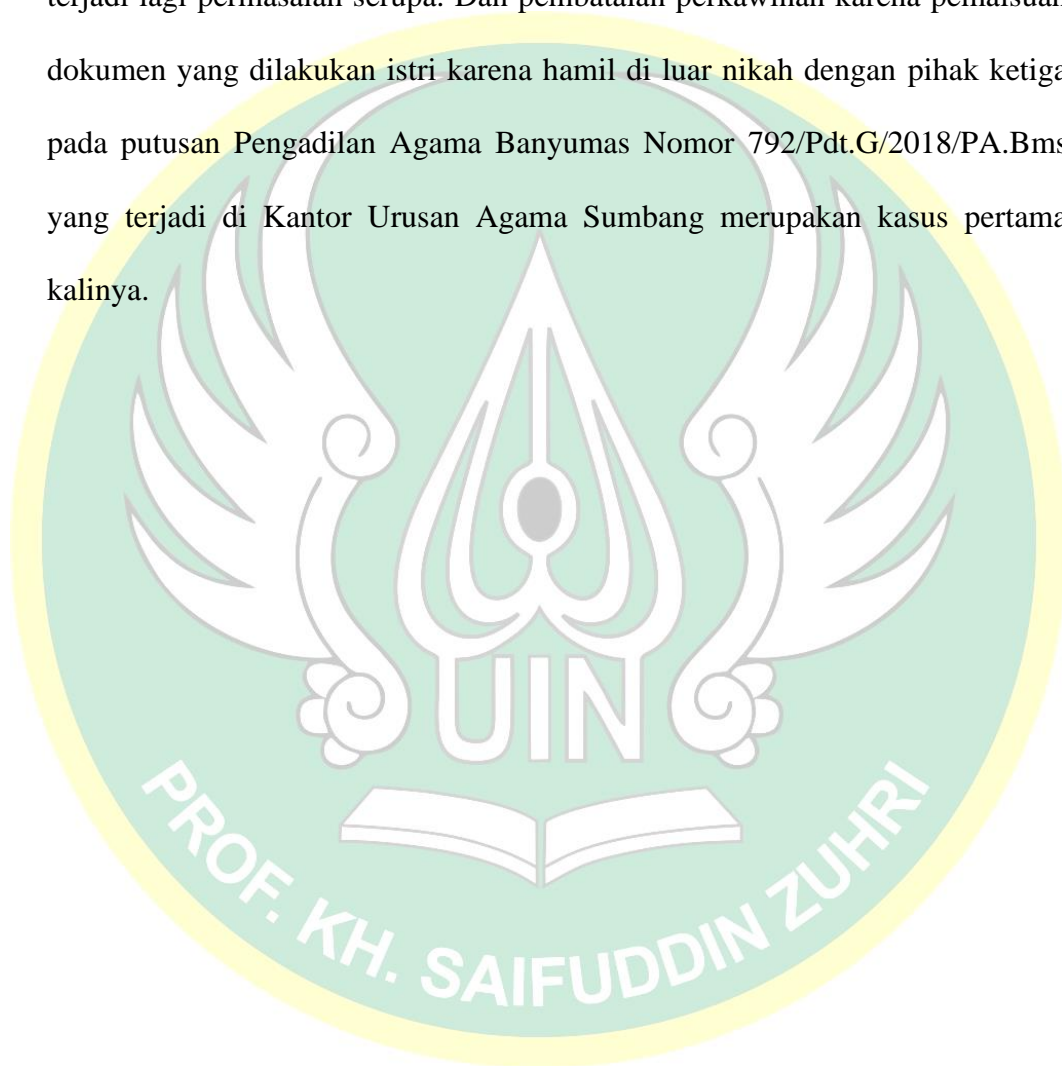 terjadi lagi permasalan serupa. Dan pembatalan perkawinan karena pemalsuan
dokumen yang dilakukan istri karena hamil di luar nikah dengan pihak ketiga
pada putusan Pengadilan Agama Banyumas Nomor 792/Pdt.G/2018/PA.Bms
yang terjadi di Kantor Urusan Agama Sumbang merupakan kasus pertama
kalinya.
UIN
PROF. KH. SAIFUDDIN ZUHRI